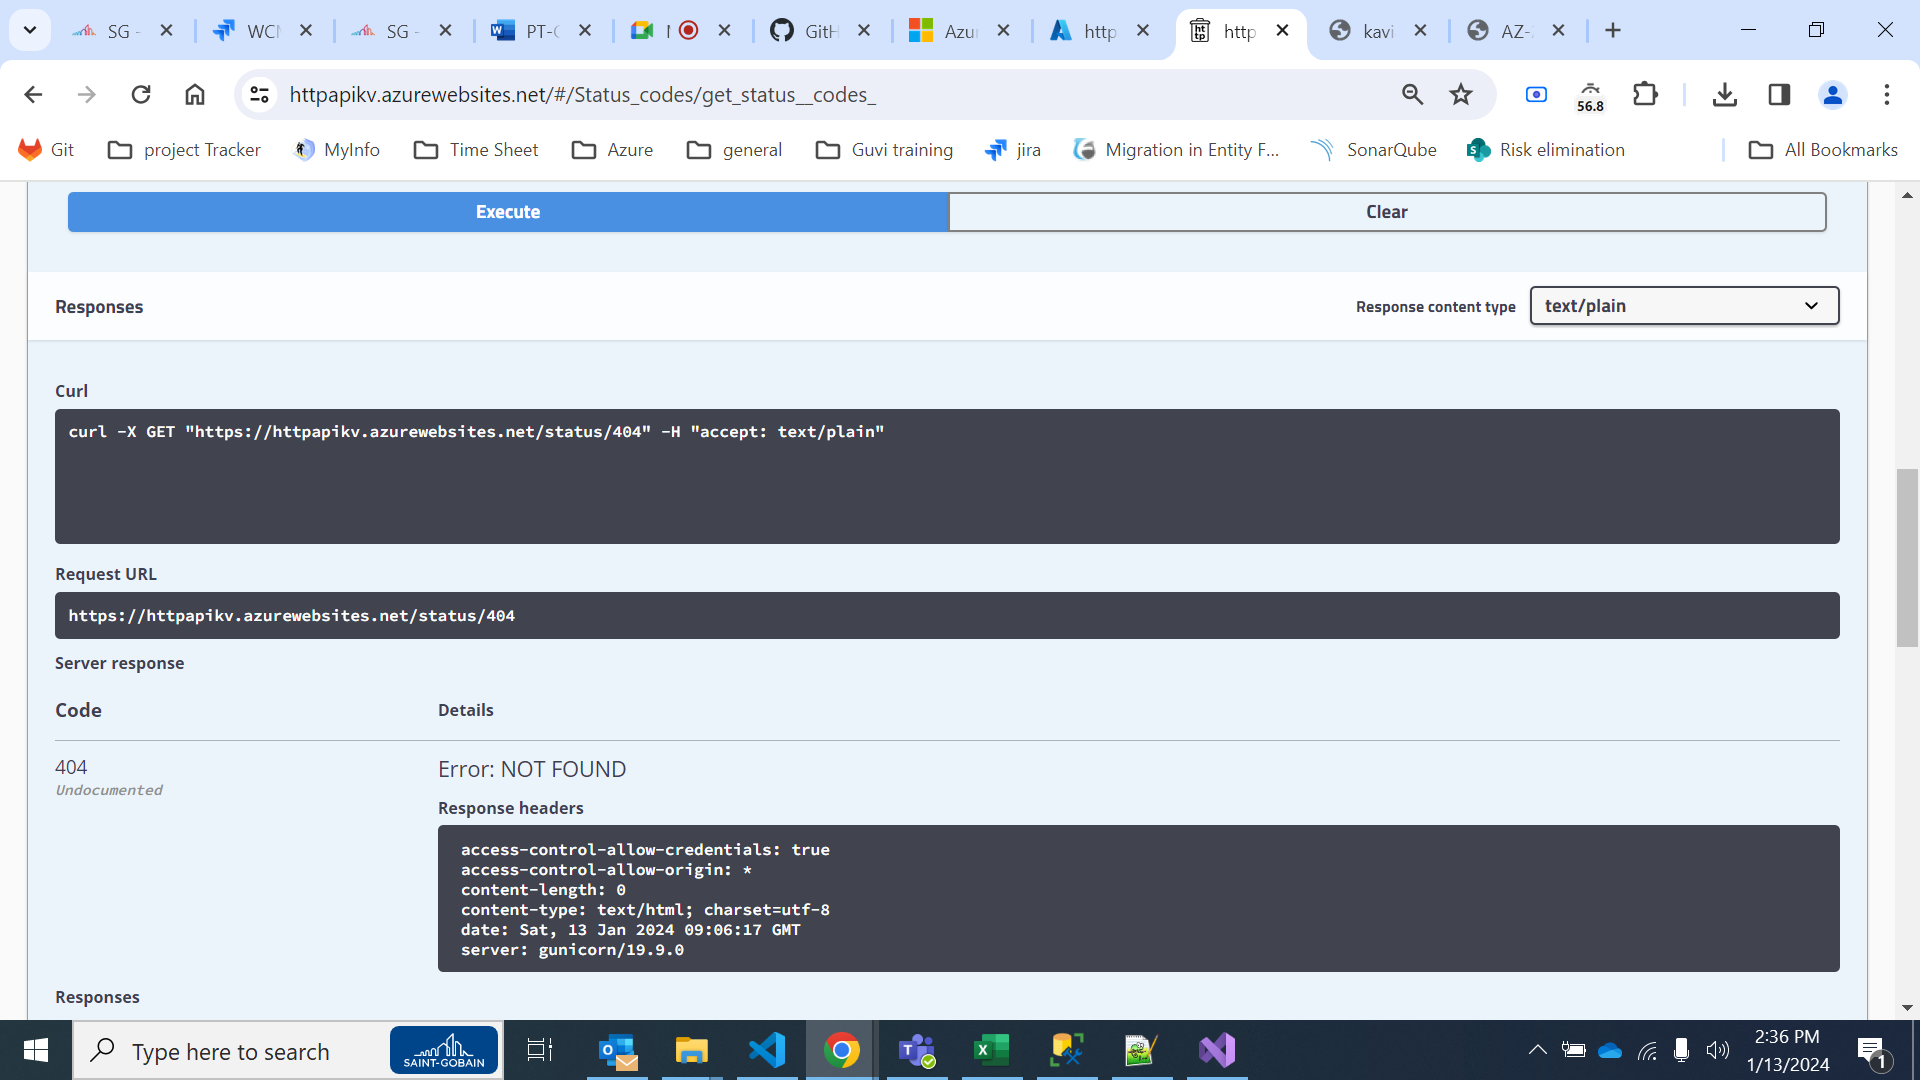 SG -
WCM
SG -
PT-C
GitH
Azu
http
http
kavi
AZ-
httpapikv.azurewebsites.net/#/Status_codes/get_status__codes_
56.8
Git
project Tracker
MyInfo
Time Sheet
Azure
general
Guvi training
jira
Migration in Entity F...
SonarQube
Risk elimination
All Bookmarks
Execute
Clear
Responses
Response content type
text/plain
Curl
curl -X GET "https://httpapikv.azurewebsites.net/status/404" -H "accept: text/plain"
Request URL
https://httpapikv.azurewebsites.net/status/404
Server response
Code
Details
404
Undocumented
Error: NOT FOUND
Response headers
access-control-allow-credentials: true
access-control-allow-origin: *
content-length: 0
content-type: text/html; charset=utf-8
date: Sat, 13 Jan 2024 09:06:17 GMT
server: gunicorn/19.9.0
Responses
Type here to search
SAINT-GOBAIN
2:36 PM
1/13/2024
1